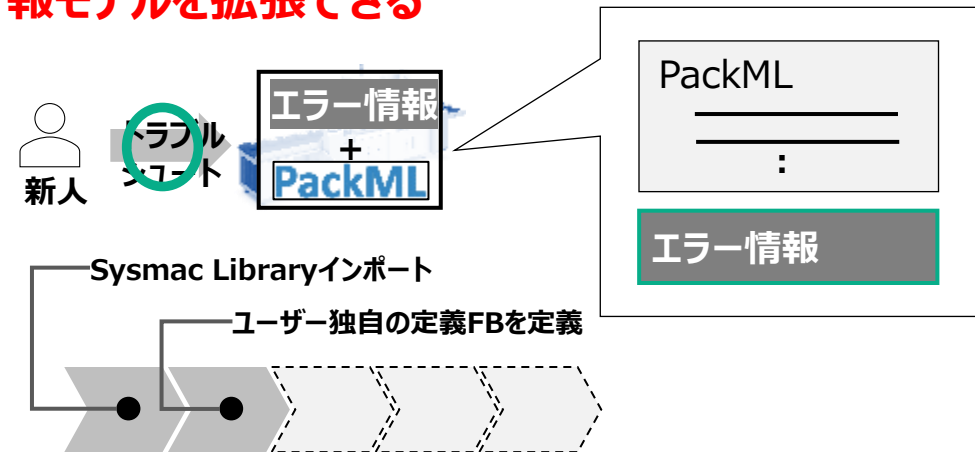 報モデルを拡張できる
PackML
エラー情報
トラブル
シュート
+
PackML
:
新人
エラー情報
Sysmac Libraryインポート
ユーザー独自の定義FBを定義